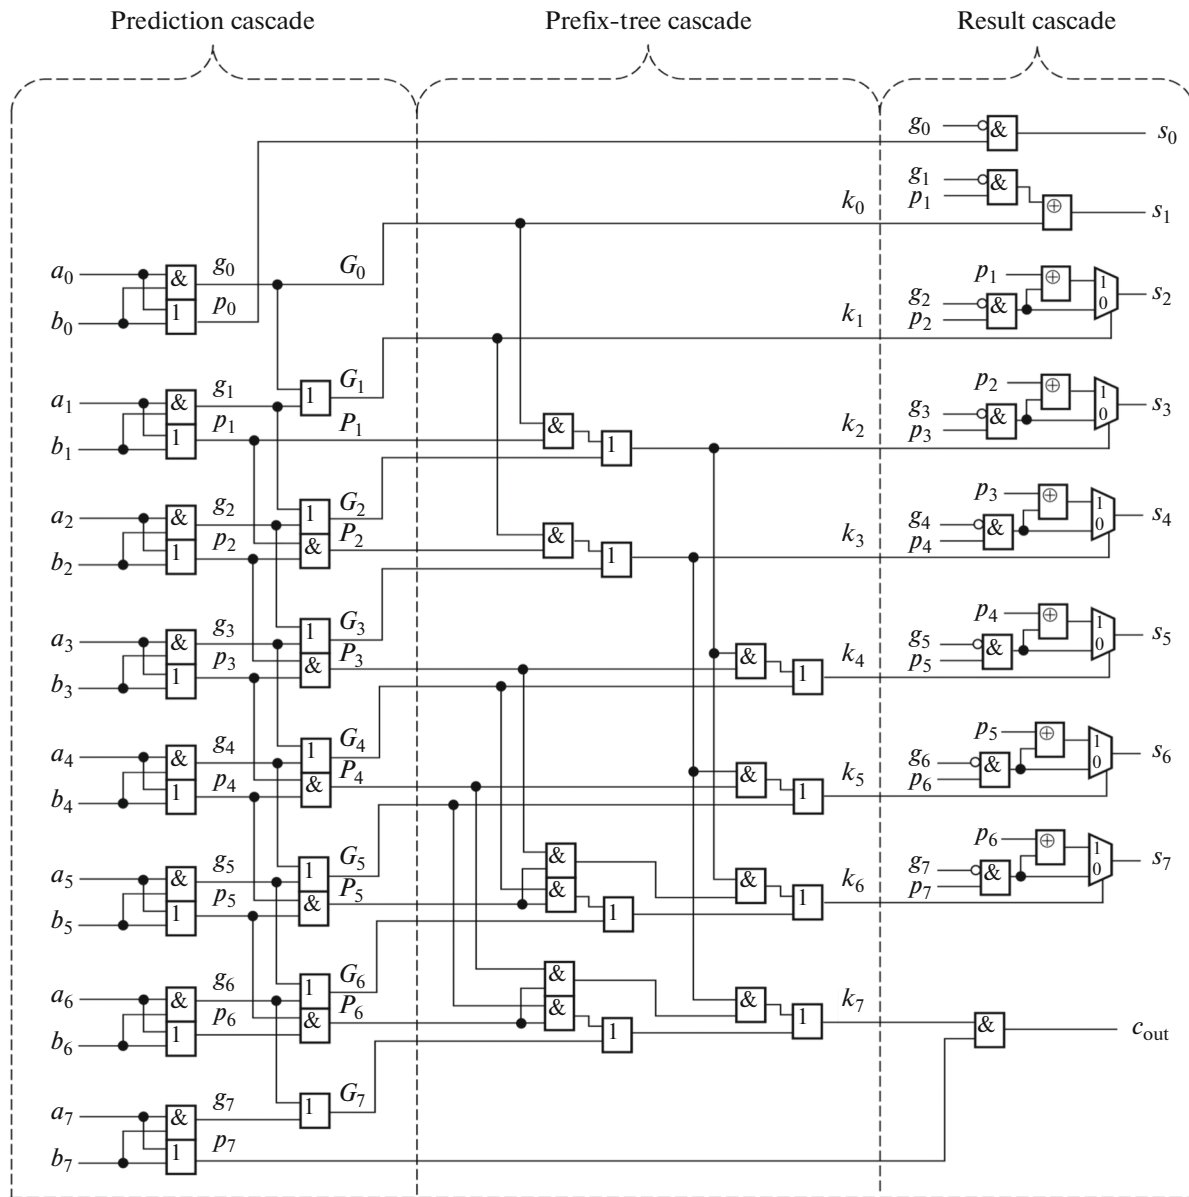 Prediction cascade Prefix-tree cascade Result cascade
g₀ & s₀
g₁ & p₁ ⊕ s₁
k₀
a₀ & g₀ G₀
b₀ 1 p₀
p₁ ⊕ 1 s₂
g₂ & 0
p₂
k₁
a₁ & g₁ 1 G₁
b₁ 1 p₁ P₁ & 1 k₂
p₂ ⊕ 1 s₃
g₃ & 0
p₃
a₂ & g₂ 1 G₂
b₂ 1 p₂ & P₂ & 1 k₃
p₃ ⊕ 1 s₄
g₄ & 0
p₄
a₃ & g₃ 1 G₃
b₃ 1 p₃ & P₃ & 1 k₄
p₄ ⊕ 1 s₅
g₅ & 0
p₅
a₄ & g₄ 1 G₄
b₄ 1 p₄ & P₄ & 1 k₅
p₅ ⊕ 1 s₆
g₆ & 0
p₆
a₅ & g₅ 1 G₅ &
b₅ 1 p₅ & P₅ & 1 & 1 k₆
p₆ ⊕ 1 s₇
g₇ & 0
p₇
a₆ & g₆ 1 G₆ &
b₆ 1 p₆ & P₆ & 1 & 1 k₇ & c_out
a₇ & g₇ 1 G₇
b₇ 1 p₇